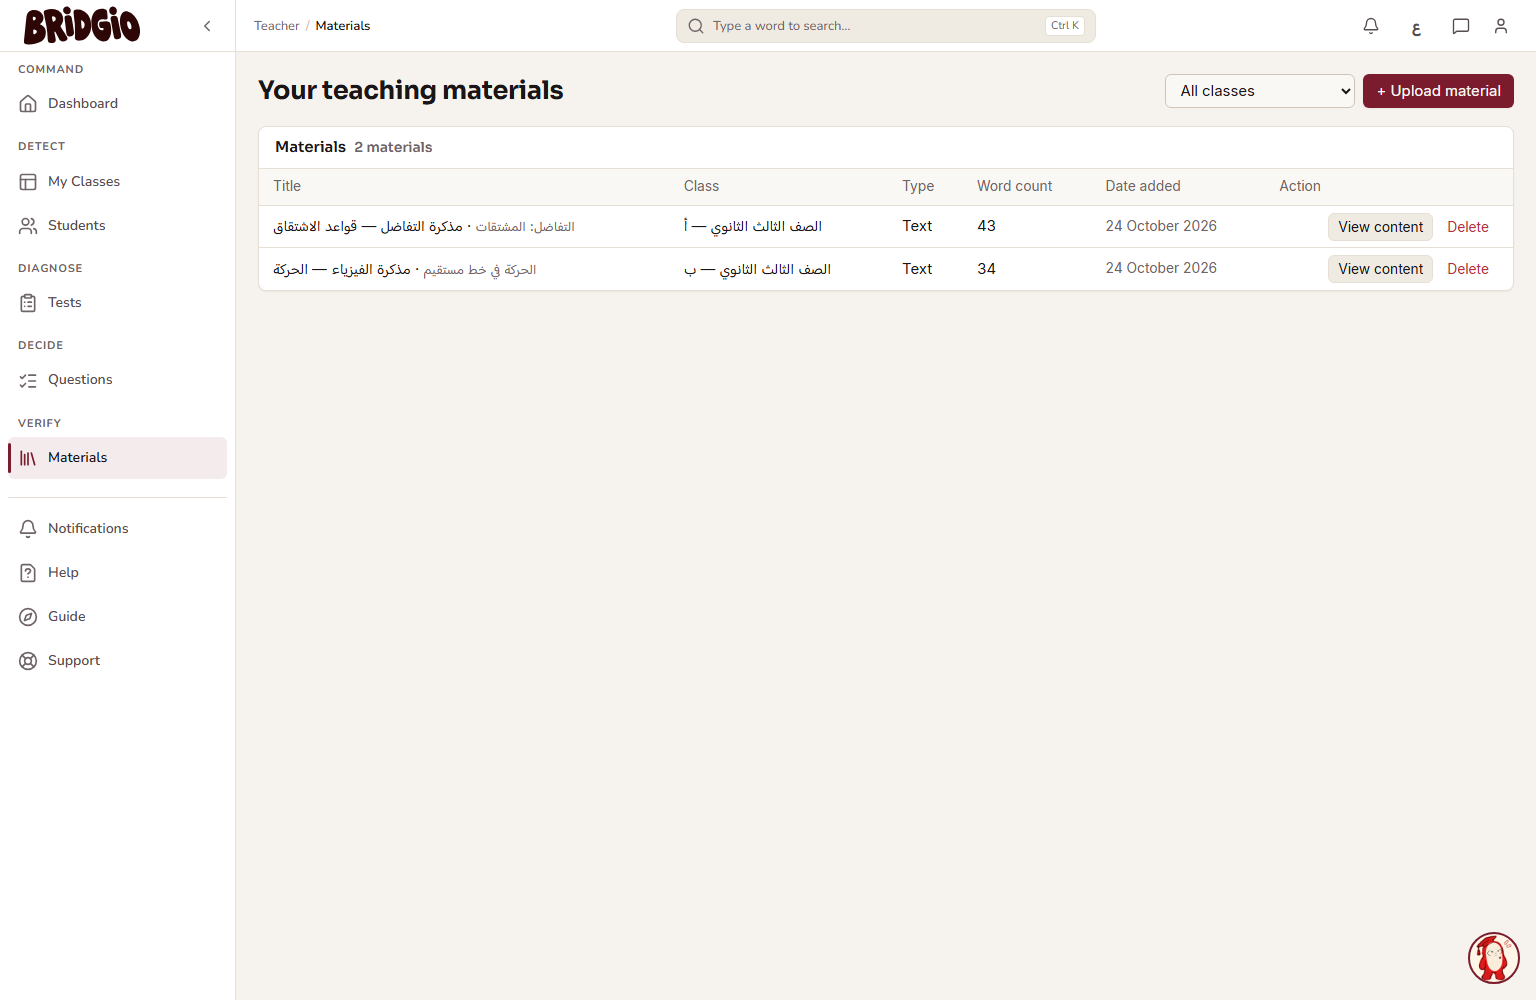 BRiDGiO
Teacher / Materials
Type a word to search...
Ctrl K
ع
COMMAND
Dashboard
DETECT
My Classes
Students
DIAGNOSE
Tests
DECIDE
Questions
VERIFY
Materials
Notifications
Help
Guide
Support
Your teaching materials
All classes
+ Upload material
Materials 2 materials
Title Class Type Word count Date added Action
مذكرة التفاضل — قواعد الاشتقاق · التفاضل: المشتقات الصف الثالث الثانوي — أ Text 43 24 October 2026 View content Delete
مذكرة الفيزياء — الحركة · الحركة في خط مستقيم الصف الثالث الثانوي — ب Text 34 24 October 2026 View content Delete